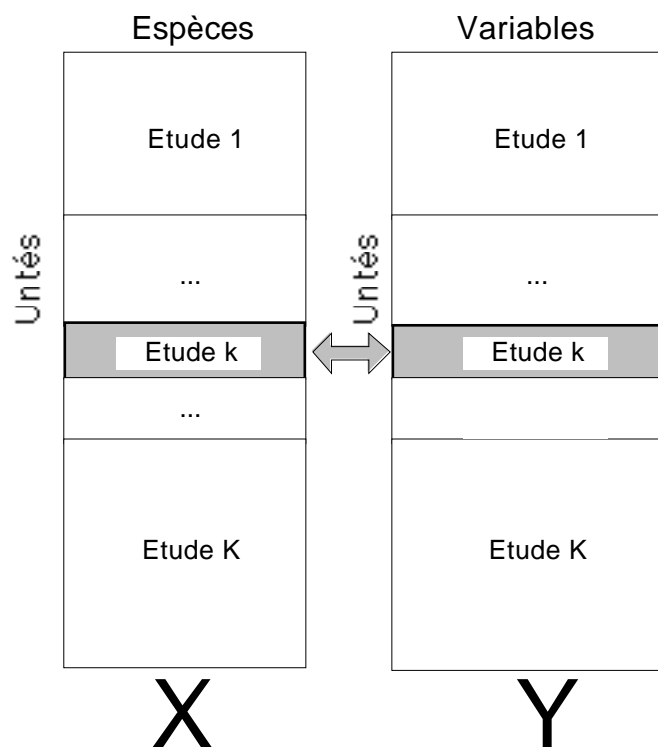 Espèces
Variables
Untés
Etude 1
...
Etude k
...
Etude K
X
Untés
Etude 1
...
Etude k
Etude K
Y